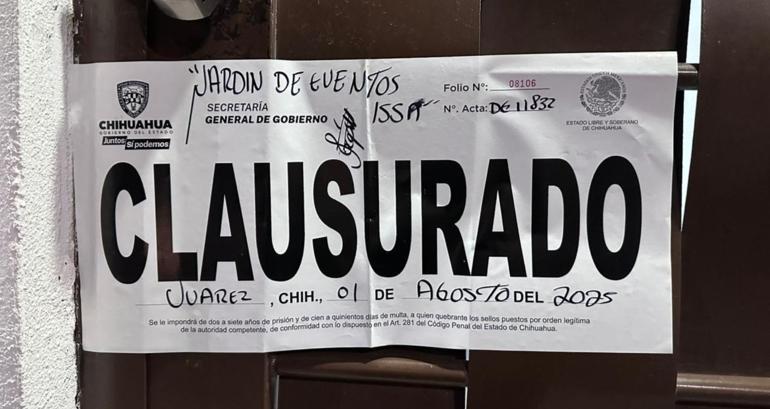 "JARDIN DE EVENTOS
ISSA"
CHIHUAHUA
GOBIERNO DEL ESTADO
Juntos Sí podemos
SECRETARÍA
GENERAL DE GOBIERNO
Folio Nº: 08106
Nº. Acta: DG 11832
ESTADO LIBRE Y SOBERANO
DE CHIHUAHUA
CLAUSURADO
JUAREZ, CHIH., 01 DE AGOSTO DEL 2025
Se le impondrá de dos a siete años de prisión y de cien a quinientos días de multa, a quien quebrante los sellos puestos por orden legítima
de la autoridad competente, de conformidad con lo dispuesto en el Art. 281 del Código Penal del Estado de Chihuahua.